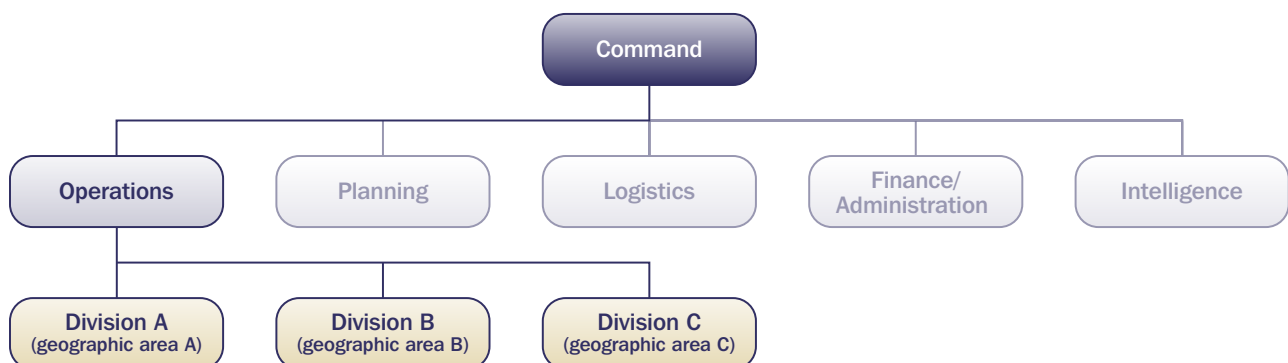 Command
Operations
Planning
Logistics
Finance/
Administration
Intelligence
Division A
(geographic area A)
Division B
(geographic area B)
Division C
(geographic area C)